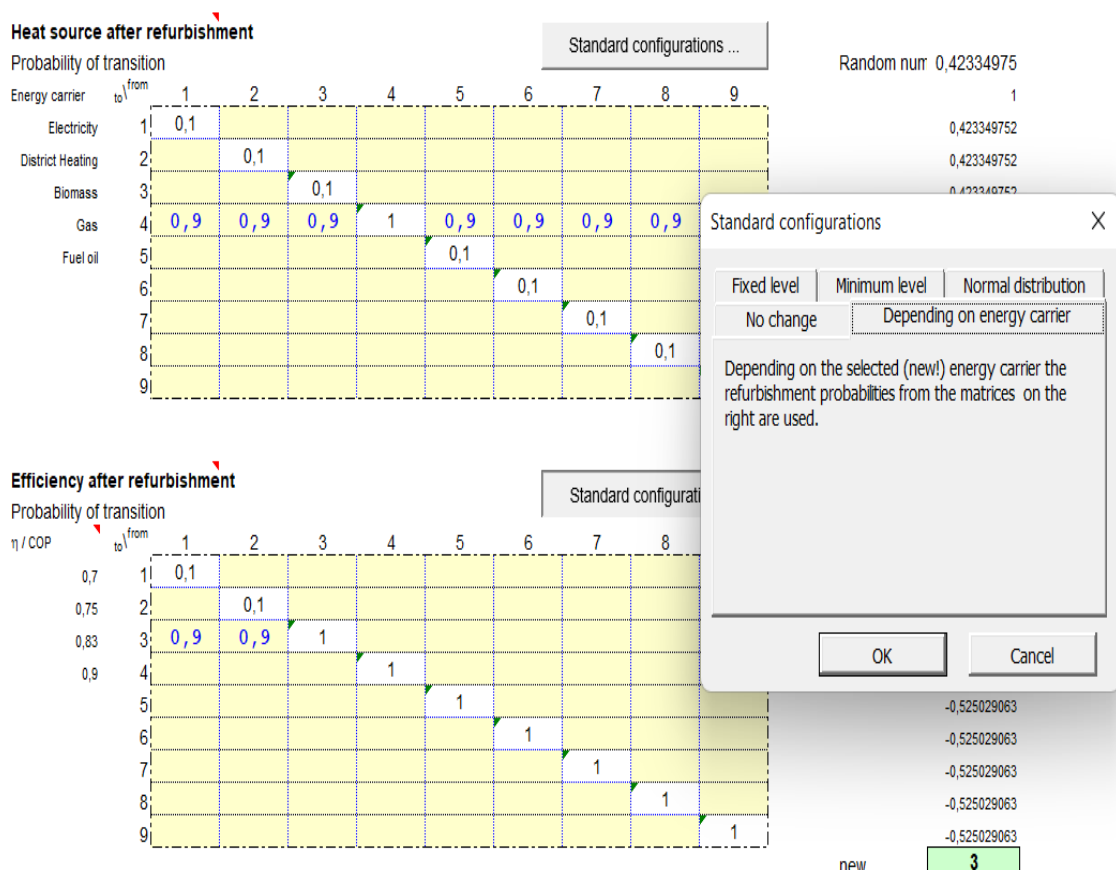 Heat source after refurbishment
Standard configurations ...
Probability of transition
Random num 0,42334975
Energy carrier to\from 1 2 3 4 5 6 7 8 9 1
Electricity 1 0,1 0,423349752
District Heating 2 0,1 0,423349752
Biomass 3 0,1 0,423349752
Gas 4 0,9 0,9 0,9 1 0,9 0,9 0,9 0,9
Fuel oil 5 0,1
6 0,1
7 0,1
8 0,1
9
Standard configurations
Fixed level Minimum level Normal distribution
No change Depending on energy carrier
Depending on the selected (new!) energy carrier the
refurbishment probabilities from the matrices on the
right are used.
OK Cancel
Efficiency after refurbishment
Standard configurati
Probability of transition
η / COP to\from 1 2 3 4 5 6 7 8
0,7 1 0,1
0,75 2 0,1
0,83 3 0,9 0,9 1
0,9 4 1
5 1 -0,525029063
6 1 -0,525029063
7 1 -0,525029063
8 1 -0,525029063
9 1 -0,525029063
new 3